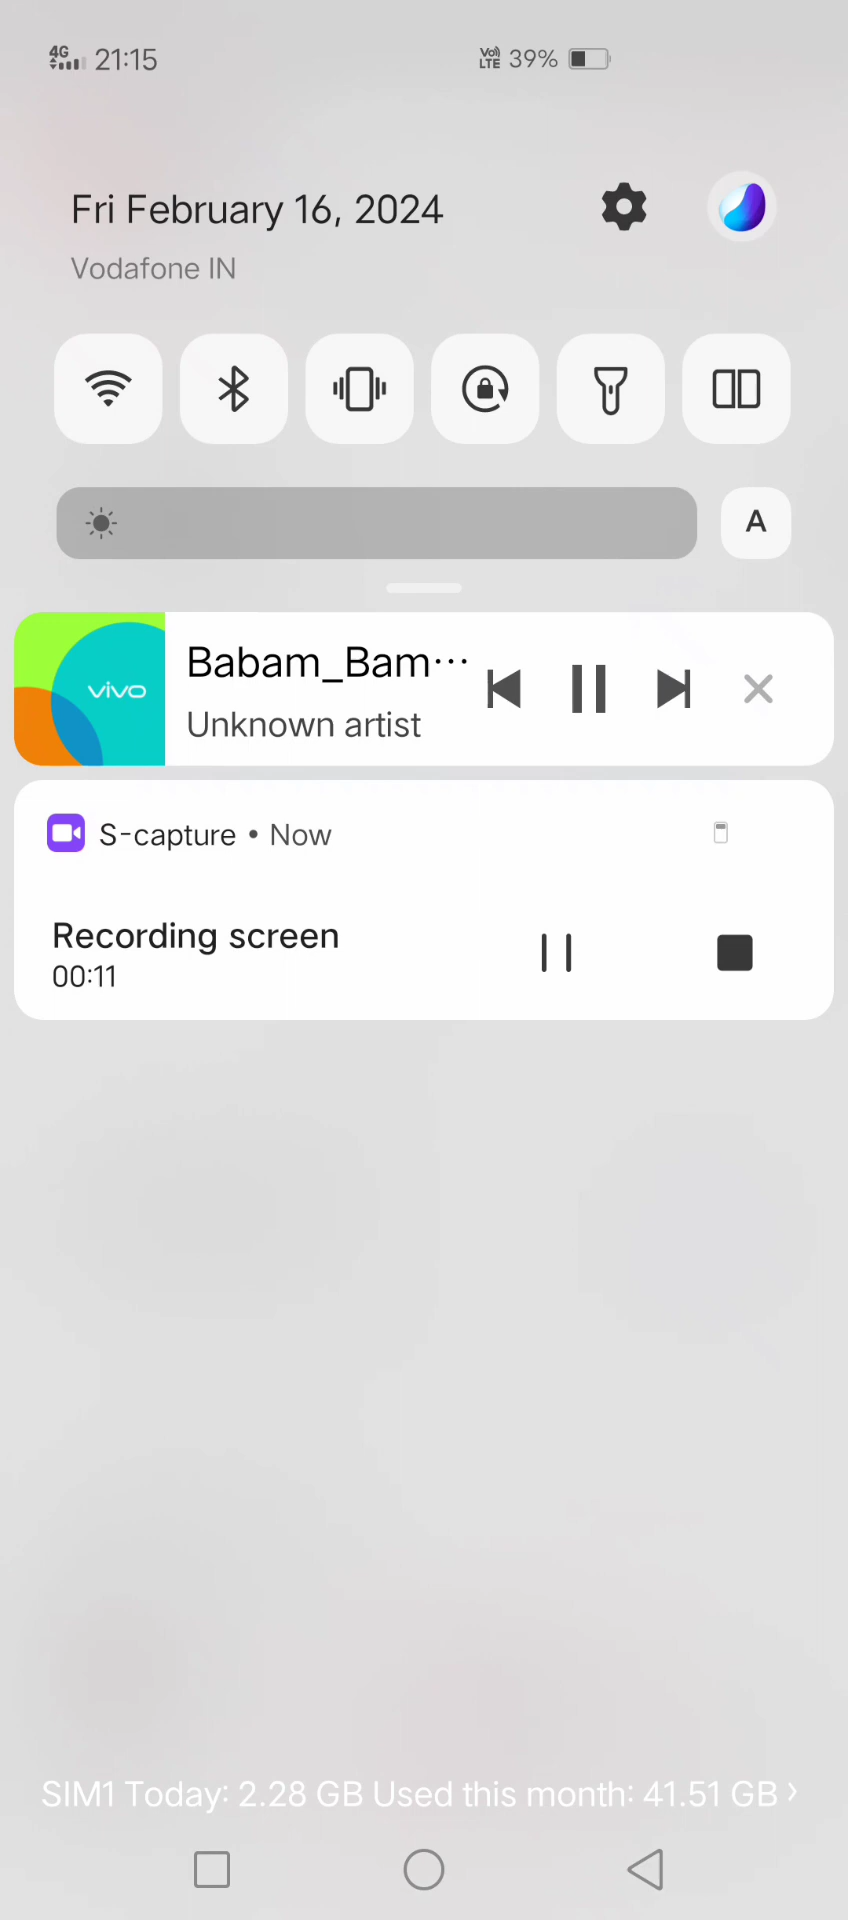 4G 21:15 Vo) LTE 39%
Fri February 16, 2024
Vodafone IN
A
vivo
Babam_Bam···
Unknown artist
S-capture • Now
Recording screen
00:11
SIM1 Today: 2.28 GB Used this month: 41.51 GB ›